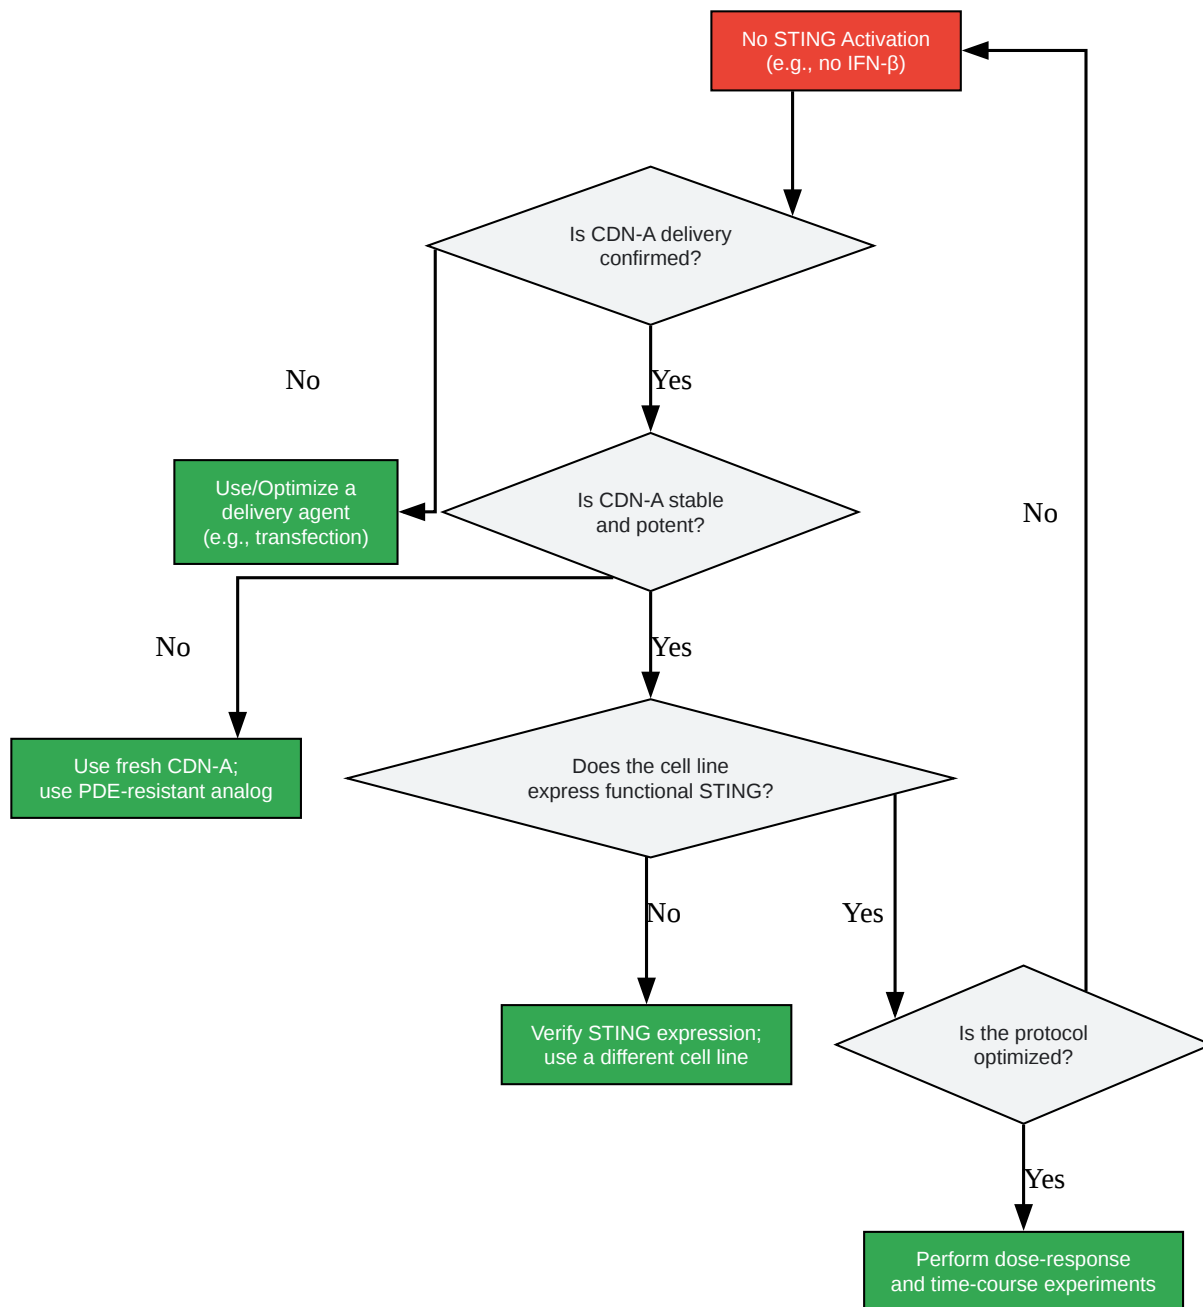 No STING Activation
(e.g., no IFN-β)
Is CDN-A delivery
confirmed?
No
Yes
Use/Optimize a
delivery agent
(e.g., transfection)
Is CDN-A stable
and potent?
No
No
Yes
Use fresh CDN-A;
use PDE-resistant analog
Does the cell line
express functional STING?
No
Yes
Verify STING expression;
use a different cell line
Is the protocol
optimized?
Yes
Perform dose-response
and time-course experiments